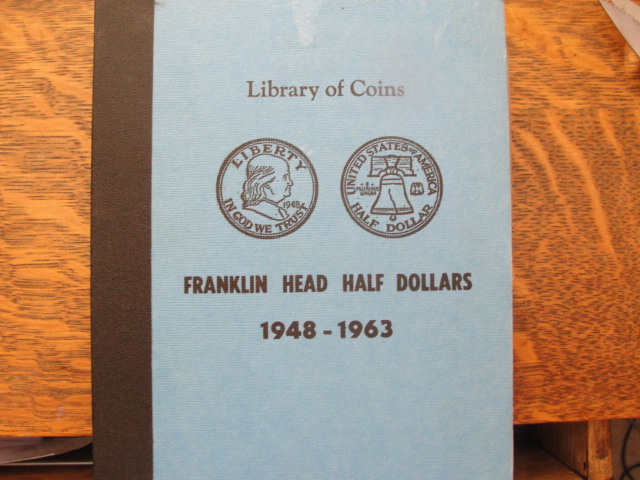 Library of Coins
LIBERTY
1948
IN GOD WE TRUST
UNITED STATES OF AMERICA
HALF DOLLAR
FRANKLIN HEAD HALF DOLLARS
1948 - 1963